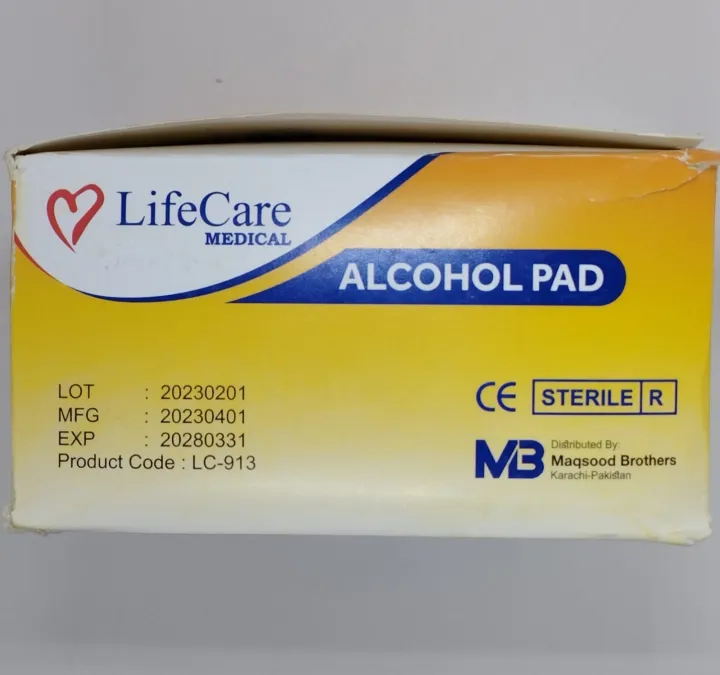 LifeCare
MEDICAL
ALCOHOL PAD
LOT : 20230201
MFG : 20230401
EXP : 20280331
Product Code : LC-913
CE STERILE R
MB
Distributed By:
Maqsood Brothers
Karachi-Pakistan